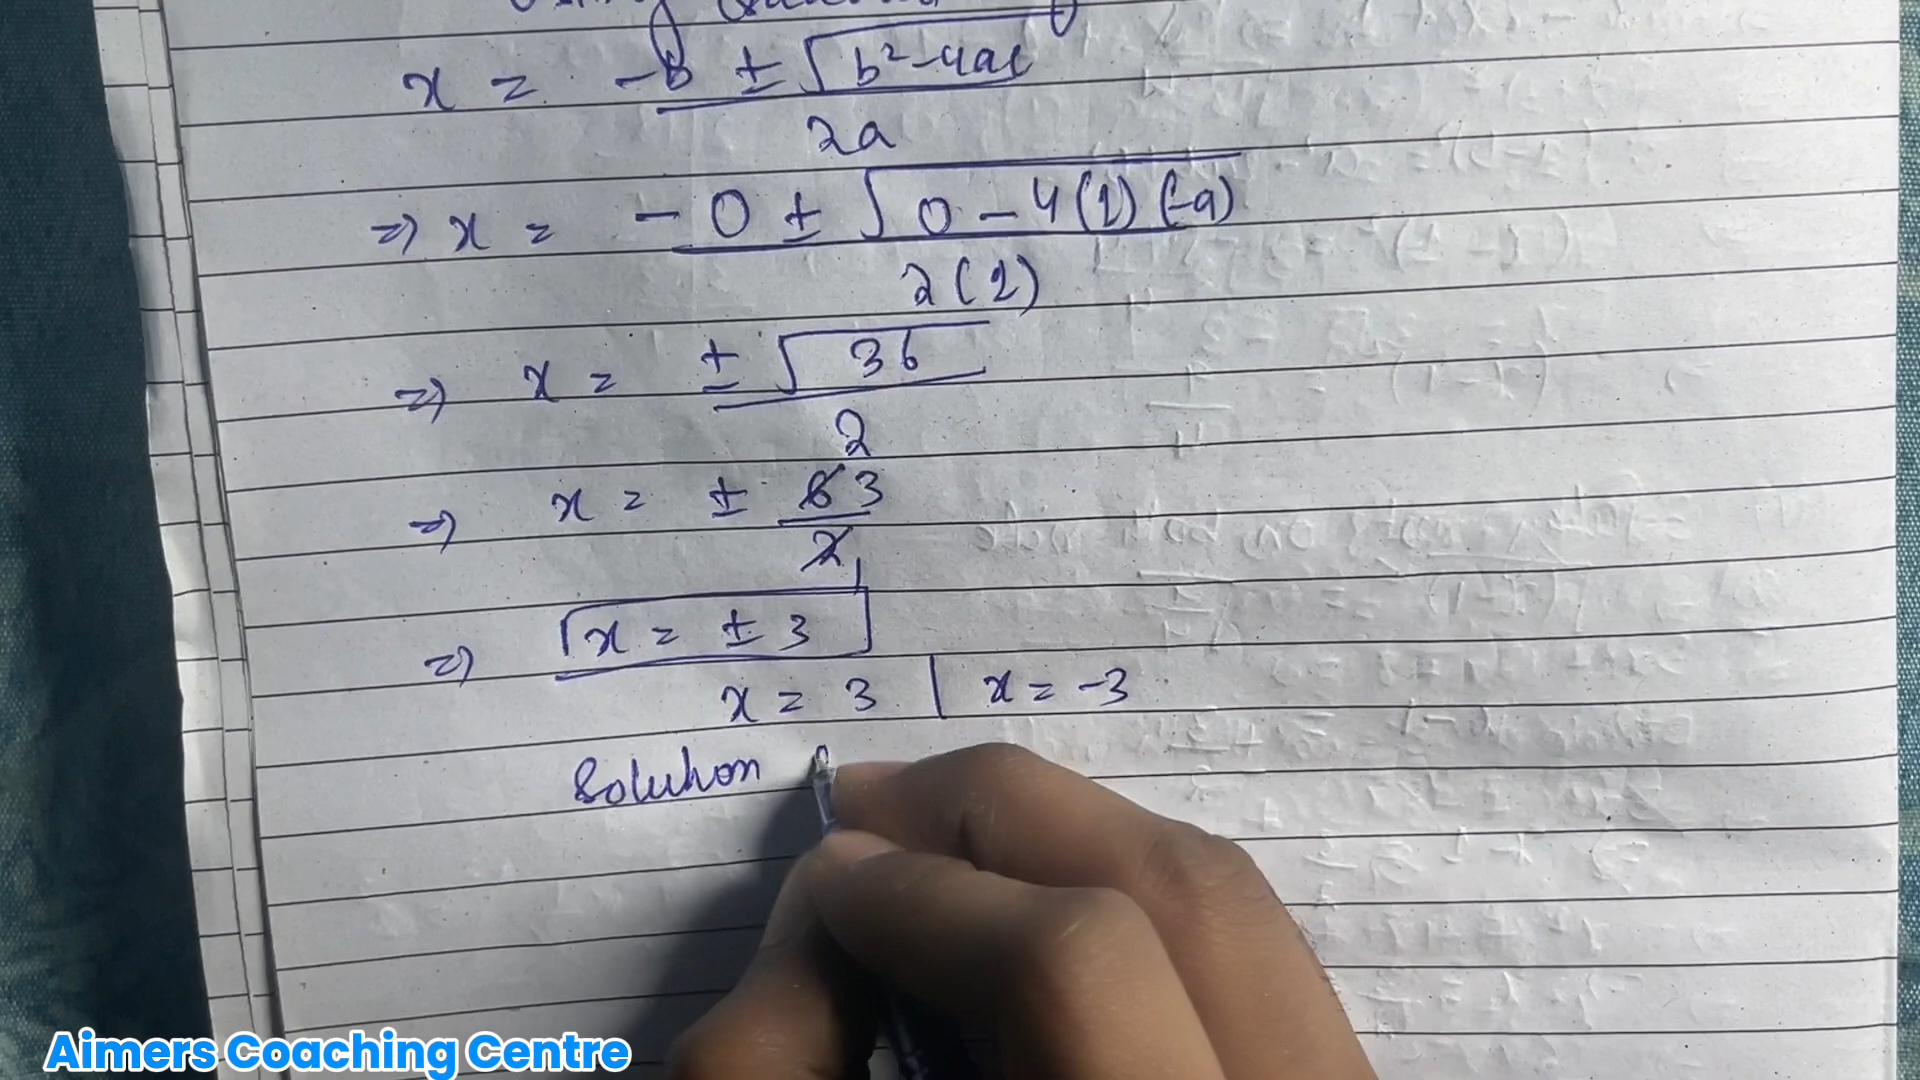 x = -b ± √b²-4ac
2a
=> x = -0 ± √0-4(1)(-9)
2(1)
=> x = ±√36
2
=> x = ± 6 3
2 1
=> x = ± 3
x = 3 | x = -3
Solution
Aimers Coaching Centre